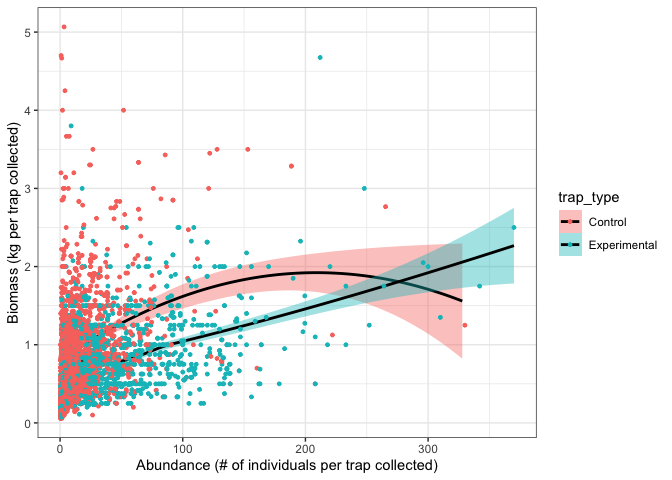 5
4
3
2
1
0
0
100
200
300
Biomass (kg per trap collected)
Abundance (# of individuals per trap collected)
trap_type
Control
Experimental